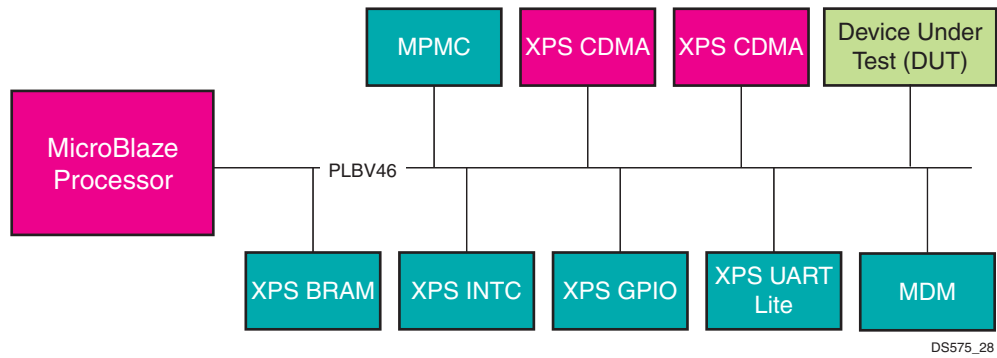 MPMC
XPS CDMA
XPS CDMA
Device Under
Test (DUT)
MicroBlaze
Processor
PLBV46
XPS BRAM
XPS INTC
XPS GPIO
XPS UART
Lite
MDM
DS575_28